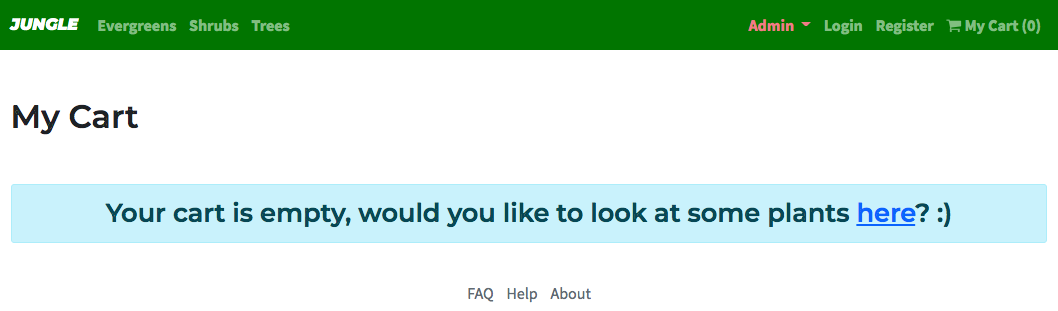 JUNGLE Evergreens Shrubs Trees Admin Login Register My Cart (0)
My Cart
Your cart is empty, would you like to look at some plants here? :)
FAQ Help About